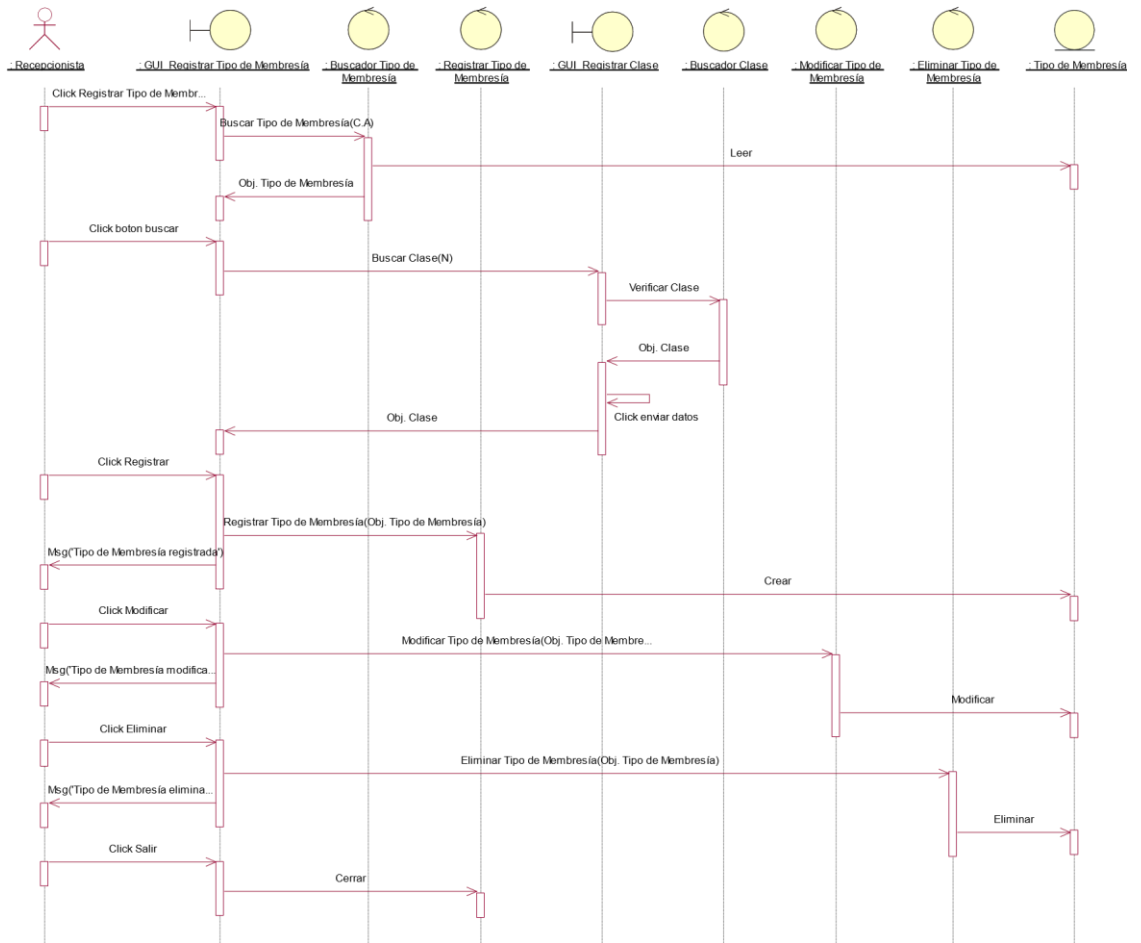 : Recepcionista
: GUI_Registrar Tipo de Membresía
: Buscador Tipo de
Membresía
: Registrar Tipo de
Membresía
: GUI_Registrar Clase
: Buscador Clase
: Modificar Tipo de
Membresía
: Eliminar Tipo de
Membresía
: Tipo de Membresía
Click Registrar Tipo de Membr...
Buscar Tipo de Membresía(C.A)
Leer
Obj. Tipo de Membresía
Click boton buscar
Buscar Clase(N)
Verificar Clase
Obj. Clase
Click enviar datos
Obj. Clase
Click Registrar
Registrar Tipo de Membresía(Obj. Tipo de Membresía)
Msg('Tipo de Membresía registrada')
Crear
Click Modificar
Modificar Tipo de Membresía(Obj. Tipo de Membre...
Msg('Tipo de Membresía modifica...
Modificar
Click Eliminar
Eliminar Tipo de Membresía(Obj. Tipo de Membresía)
Msg('Tipo de Membresía elimina...
Eliminar
Click Salir
Cerrar